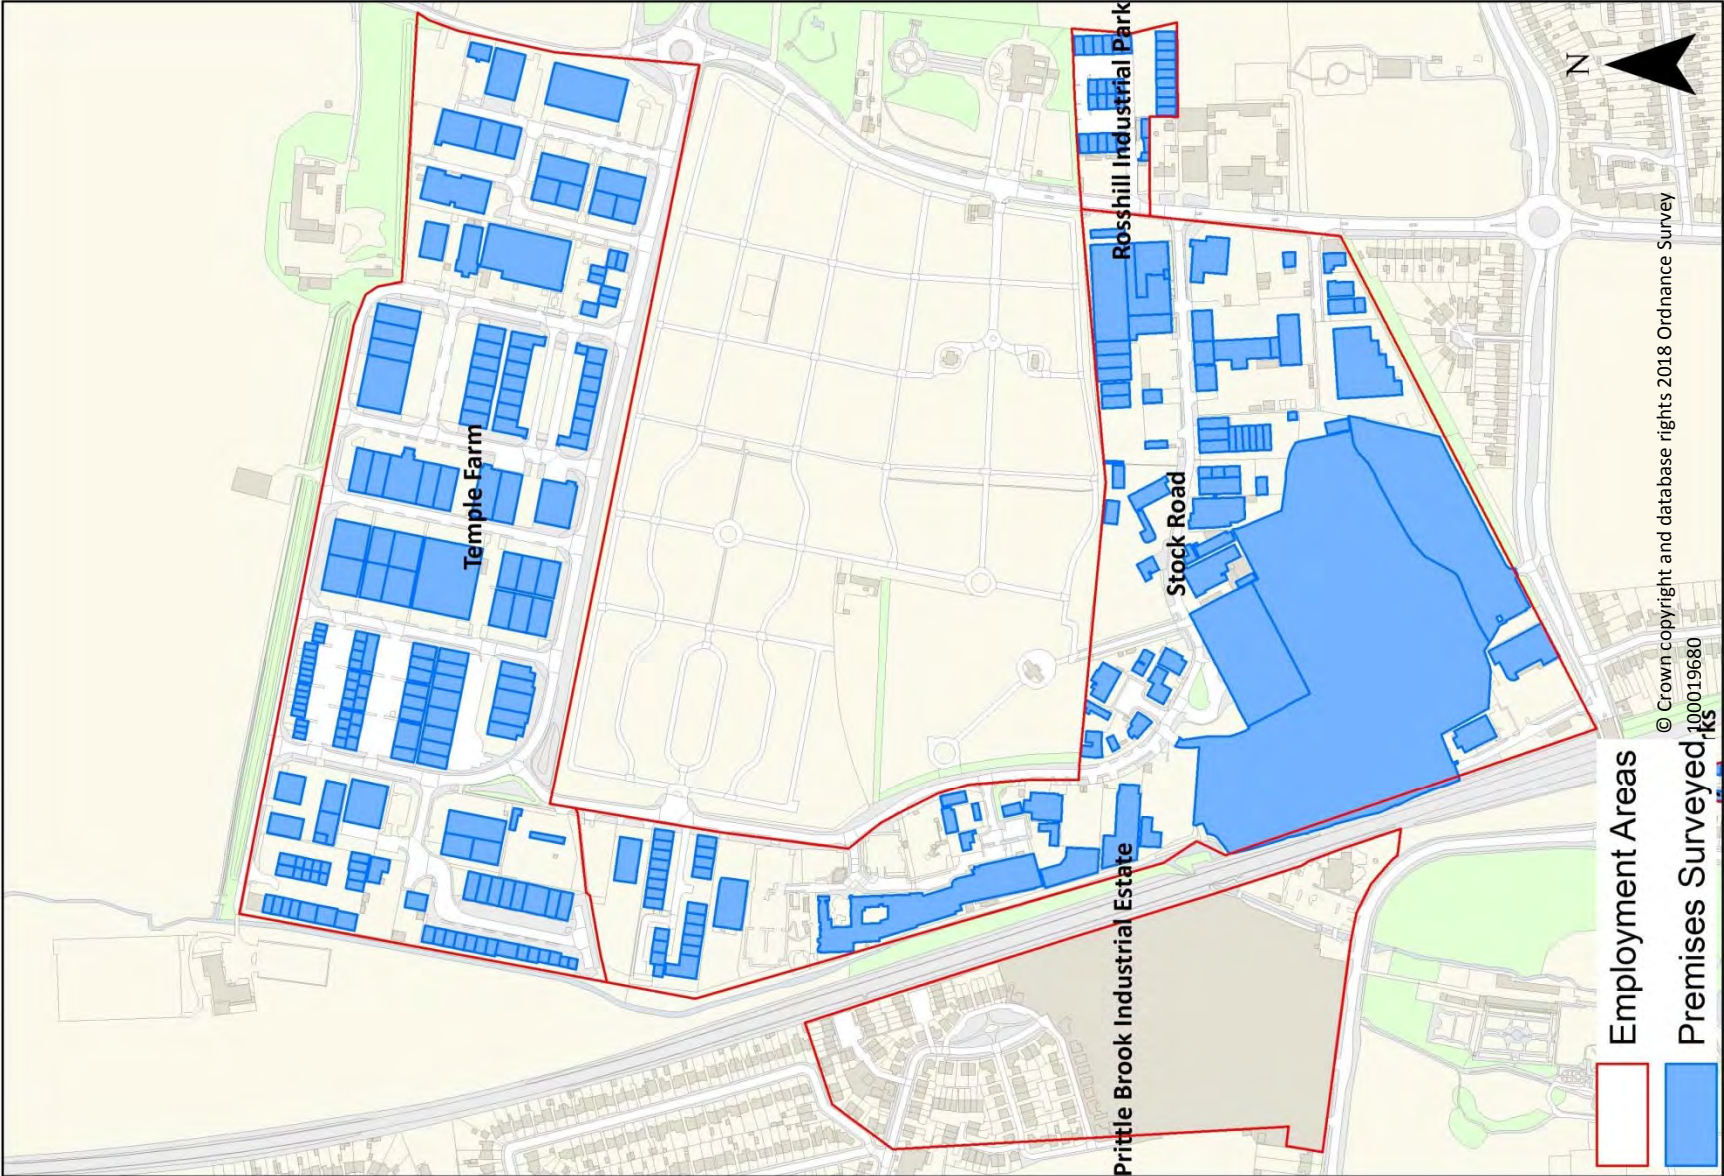 Temple Farm
Rosshill Industrial Park
Stock Road
Prittle Brook Industrial Estate
N
© Crown copyright and database rights 2018 Ordnance Survey
100019680
rks
Employment Areas
Premises Surveyed